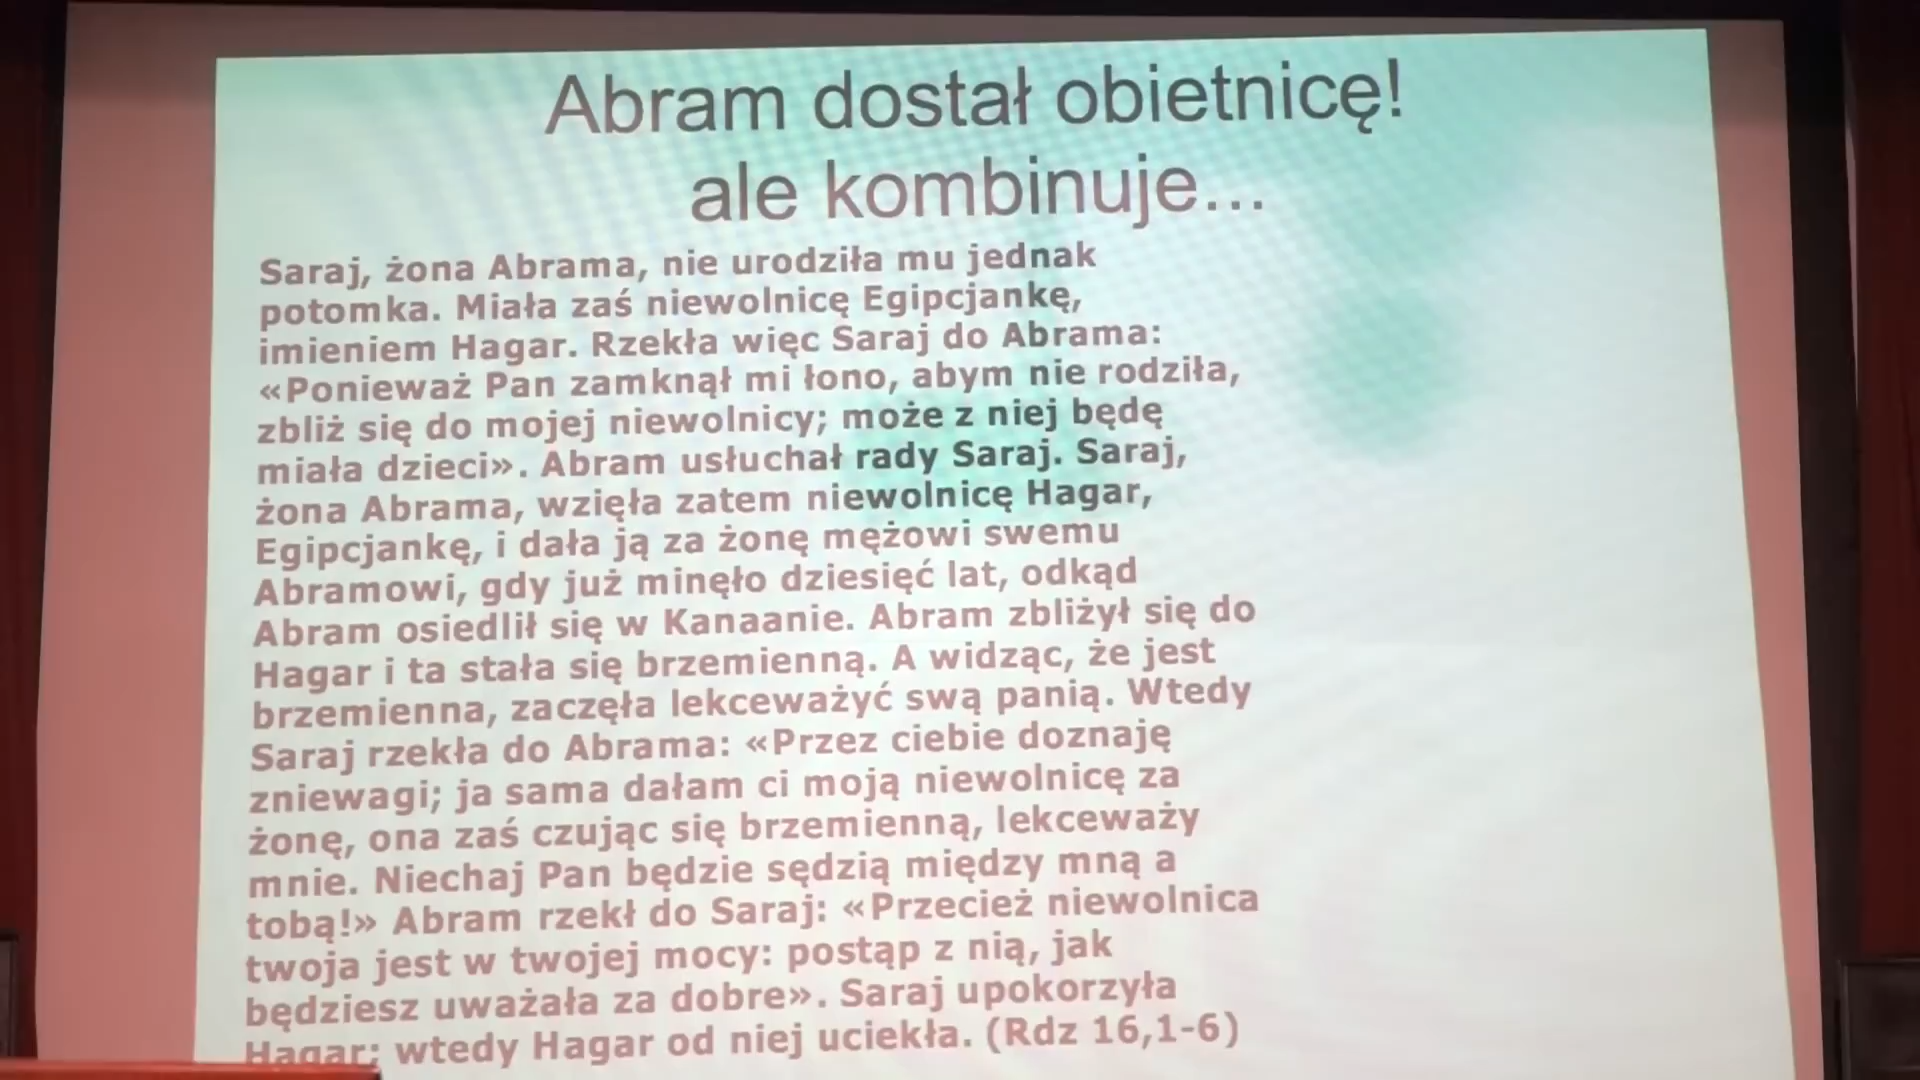 Abram dostał obietnicę!
ale kombinuje...
Saraj, żona Abrama, nie urodziła mu jednak
potomka. Miała zaś niewolnicę Egipcjankę,
imieniem Hagar. Rzekła więc Saraj do Abrama:
«Ponieważ Pan zamknął mi łono, abym nie rodziła,
zbliż się do mojej niewolnicy; może z niej będę
miała dzieci». Abram usłuchał rady Saraj. Saraj,
żona Abrama, wzięła zatem niewolnicę Hagar,
Egipcjankę, i dała ją za żonę mężowi swemu
Abramowi, gdy już minęło dziesięć lat, odkąd
Abram osiedlił się w Kanaanie. Abram zbliżył się do
Hagar i ta stała się brzemienną. A widząc, że jest
brzemienna, zaczęła lekceważyć swą panią. Wtedy
Saraj rzekła do Abrama: «Przez ciebie doznaję
zniewagi; ja sama dałam ci moją niewolnicę za
żonę, ona zaś czując się brzemienną, lekceważy
mnie. Niechaj Pan będzie sędzią między mną a
tobą!» Abram rzekł do Saraj: «Przecież niewolnica
twoja jest w twojej mocy: postąp z nią, jak
będziesz uważała za dobre». Saraj upokorzyła
Hagar; wtedy Hagar od niej uciekła. (Rdz 16,1-6)